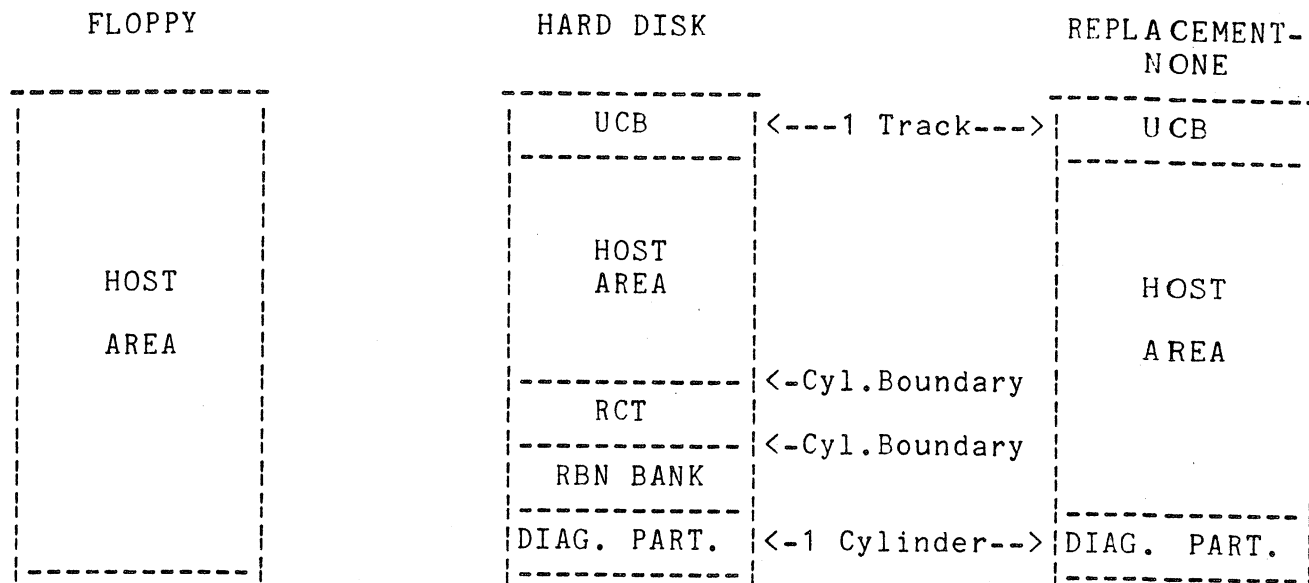 FLOPPY HARD DISK REPLACEMENT-
NONE
UCB <---1 Track---> UCB
HOST
AREA
HOST
AREA
HOST
AREA
<-Cyl.Boundary
RCT
<-Cyl.Boundary
RBN BANK
DIAG. PART. <-1 Cylinder--> DIAG. PART.